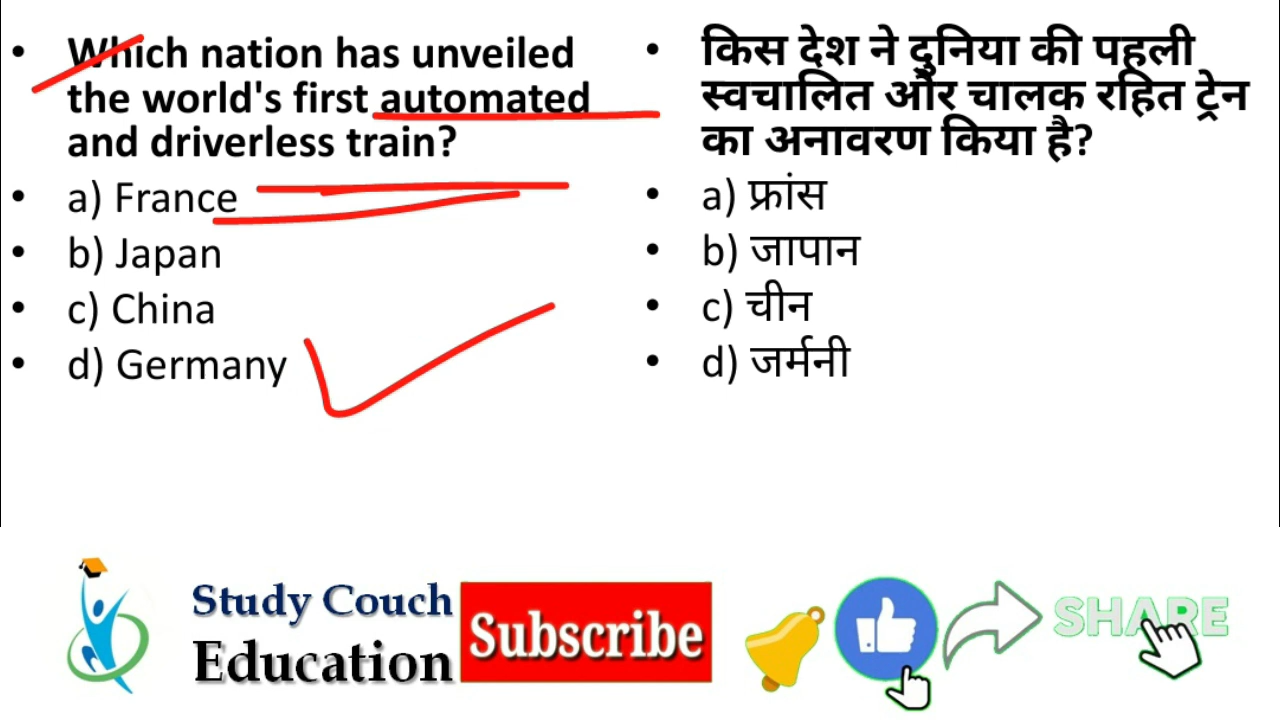 • Which nation has unveiled
the world's first automated
and driverless train?
• a) France
• b) Japan
• c) China
• d) Germany
• किस देश ने दुनिया की पहली
स्वचालित और चालक रहित ट्रेन
का अनावरण किया है?
• a) फ्रांस
• b) जापान
• c) चीन
• d) जर्मनी
Study Couch
Education
Subscribe
SHARE